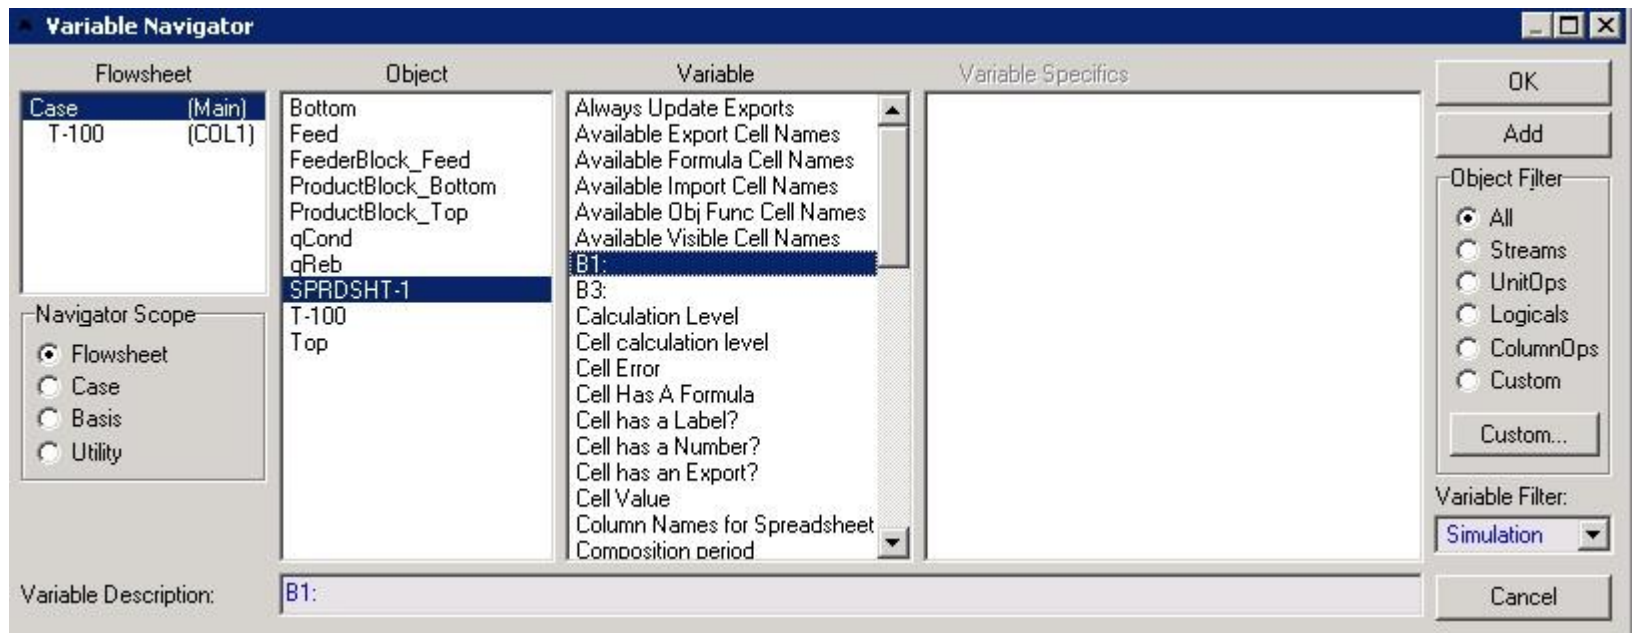 Variable Navigator
Flowsheet
Object
Variable
Variable Specifics
Case (Main)
T-100 (COL1)
Navigator Scope
Flowsheet
Case
Basis
Utility
Bottom
Feed
FeederBlock_Feed
ProductBlock_Bottom
ProductBlock_Top
qCond
qReb
SPRDSHT-1
T-100
Top
Always Update Exports
Available Export Cell Names
Available Formula Cell Names
Available Import Cell Names
Available Obj Func Cell Names
Available Visible Cell Names
B1:
B3:
Calculation Level
Cell calculation level
Cell Error
Cell Has A Formula
Cell has a Label?
Cell has a Number?
Cell has an Export?
Cell Value
Column Names for Spreadsheet
Composition period
OK
Add
Object Filter
All
Streams
UnitOps
Logicals
ColumnOps
Custom
Custom...
Variable Filter:
Simulation
Cancel
Variable Description:
B1: